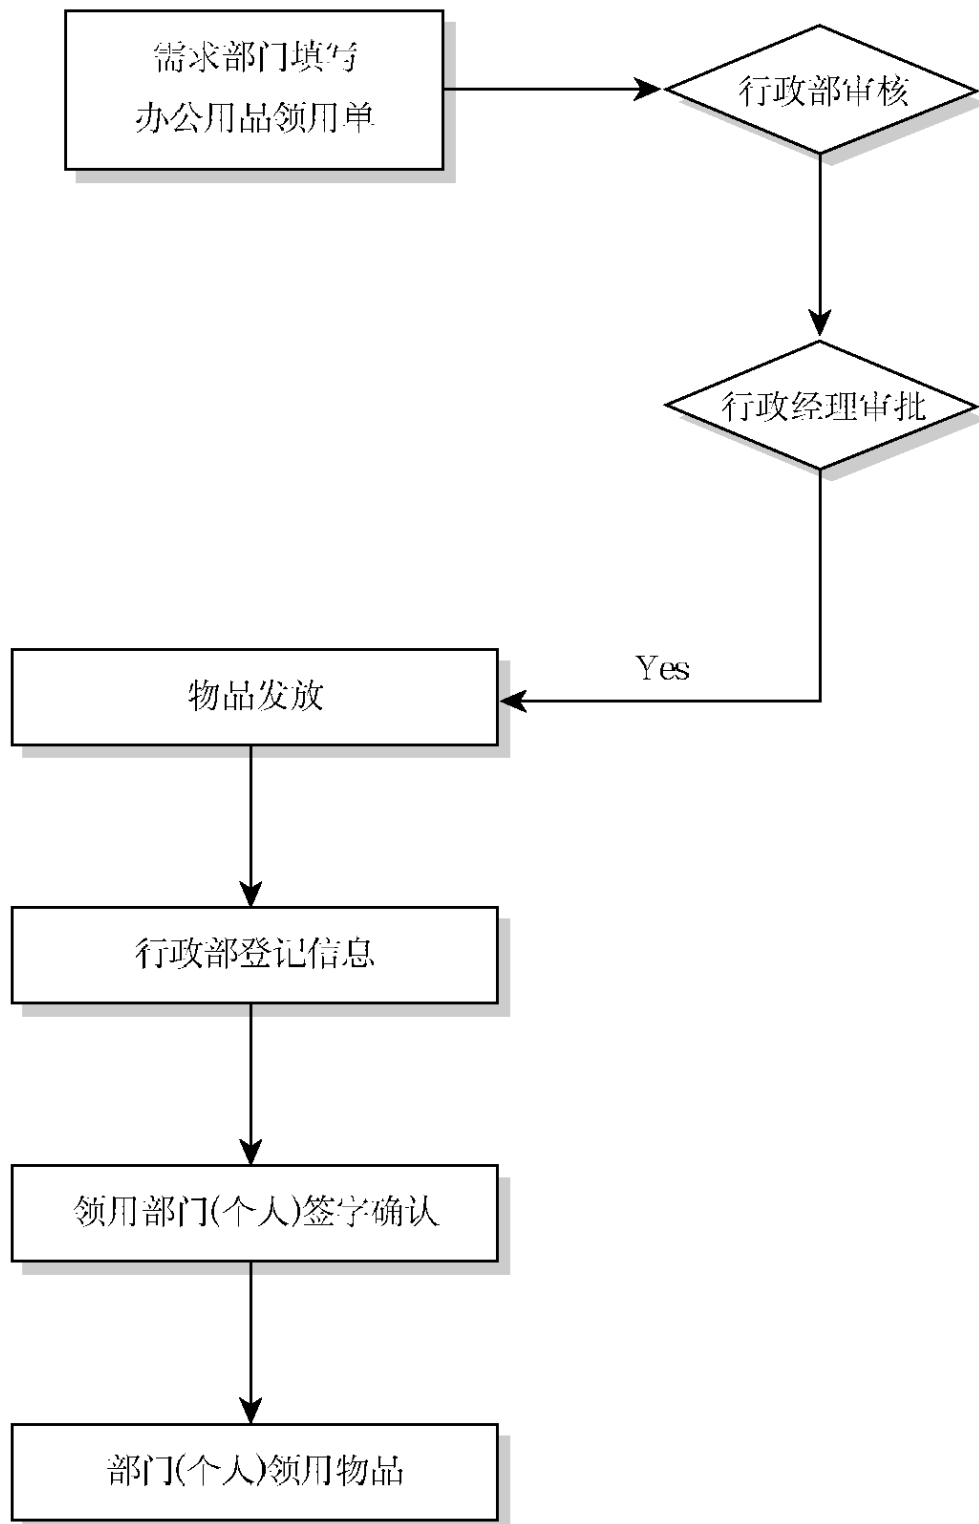 需求部门填写
办公用品领用单
行政部审核
行政经理审批
Yes
物品发放
行政部登记信息
领用部门(个人)签字确认
部门(个人)领用物品